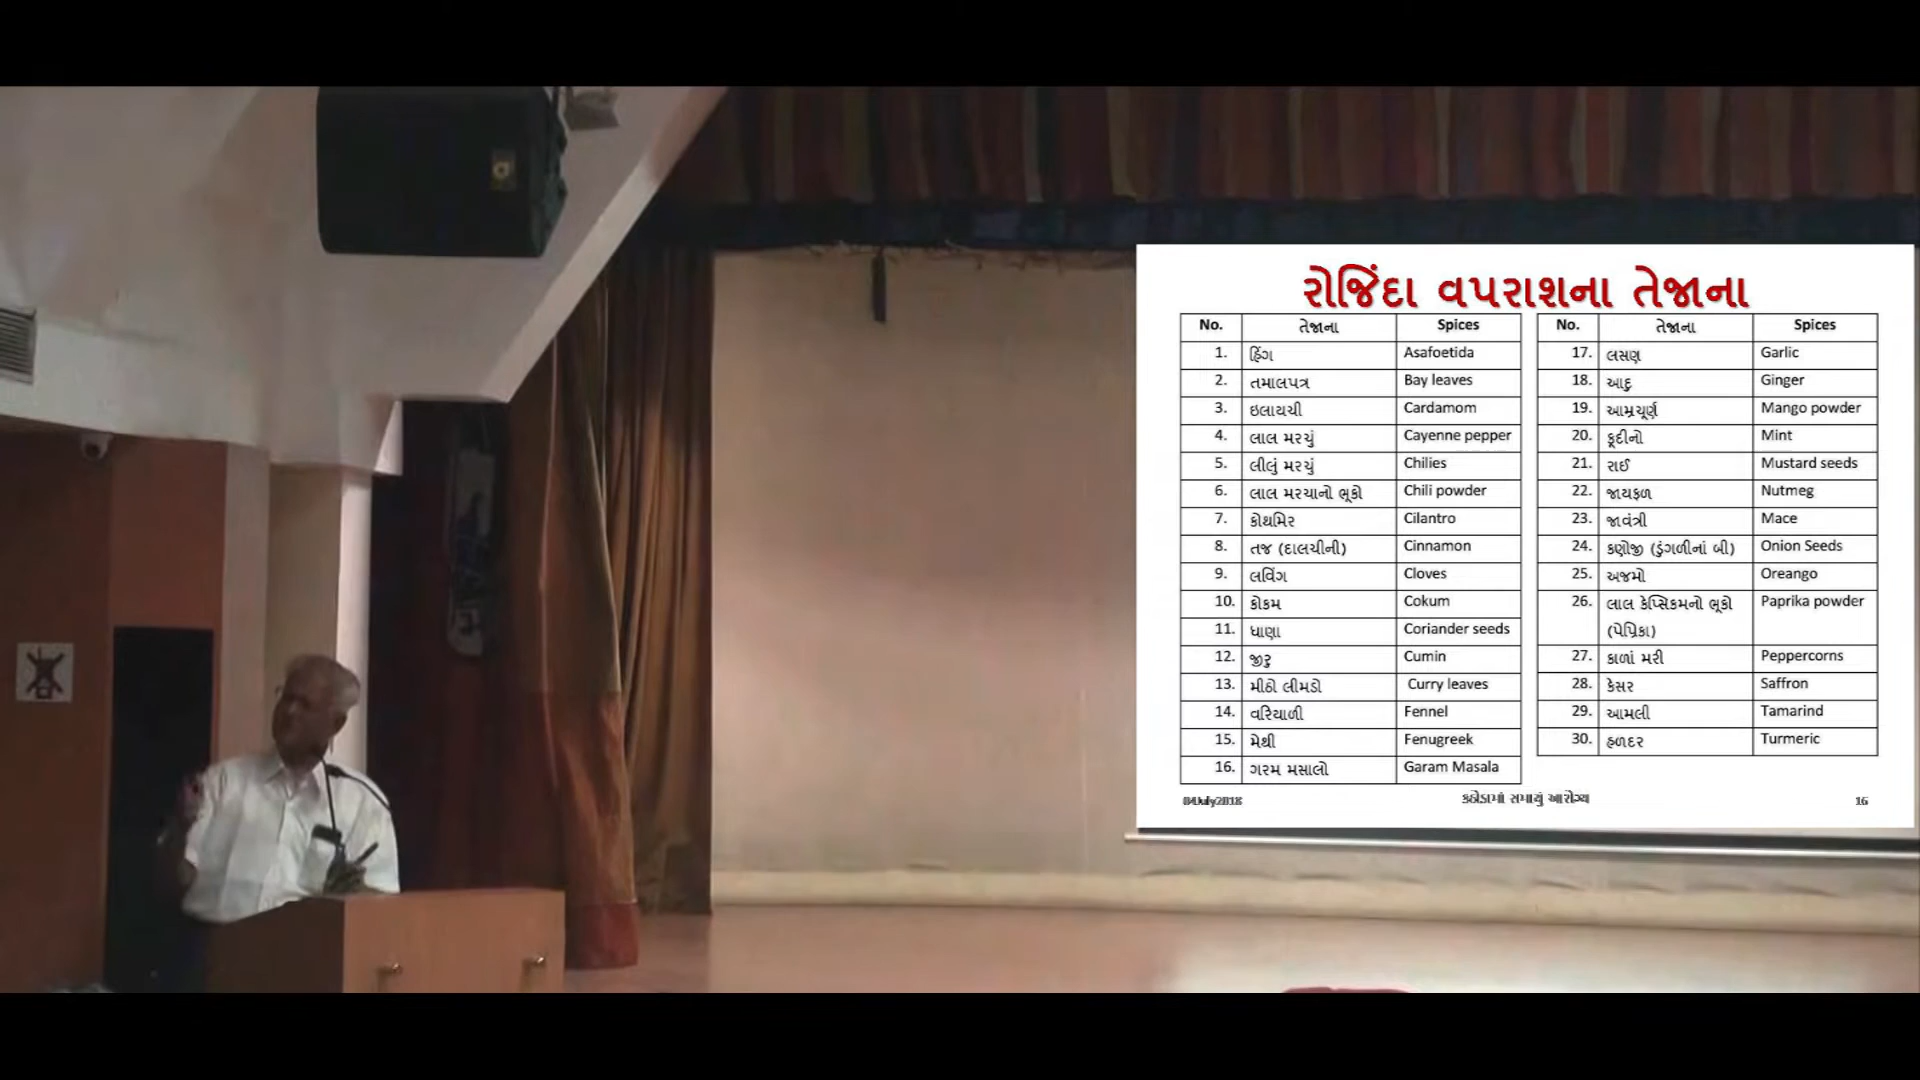 રોજિંદા વપરાશના તેજાના
No. તેજાના Spices
1. હિંગ Asafoetida
2. તમાલપત્ર Bay leaves
3. ઇલાયચી Cardamom
4. લાલ મરચું Cayenne pepper
5. લીલું મરચું Chilies
6. લાલ મરચાનો ભૂકો Chili powder
7. કોથમિર Cilantro
8. તજ (દાલચીની) Cinnamon
9. લવિંગ Cloves
10. કોકમ Cokum
11. ધાણા Coriander seeds
12. જીરુ Cumin
13. મીઠો લીમડો Curry leaves
14. વરિયાળી Fennel
15. મેથી Fenugreek
16. ગરમ મસાલો Garam Masala
No. તેજાના Spices
17. લસણ Garlic
18. આદુ Ginger
19. આમ્રચૂર્ણ Mango powder
20. કૂદીનો Mint
21. રાઈ Mustard seeds
22. જાયફળ Nutmeg
23. જાવંત્રી Mace
24. કણોજી (ડુંગળીનાં બી) Onion Seeds
25. અજમો Oreango
26. લાલ કેપ્સિકમનો ભૂકો Paprika powder
(પેપ્રિકા)
27. કાળાં મરી Peppercorns
28. કેસર Saffron
29. આમલી Tamarind
30. હળદર Turmeric
04July2018 કઠોડામાં સમાયું આરોગ્ય 16